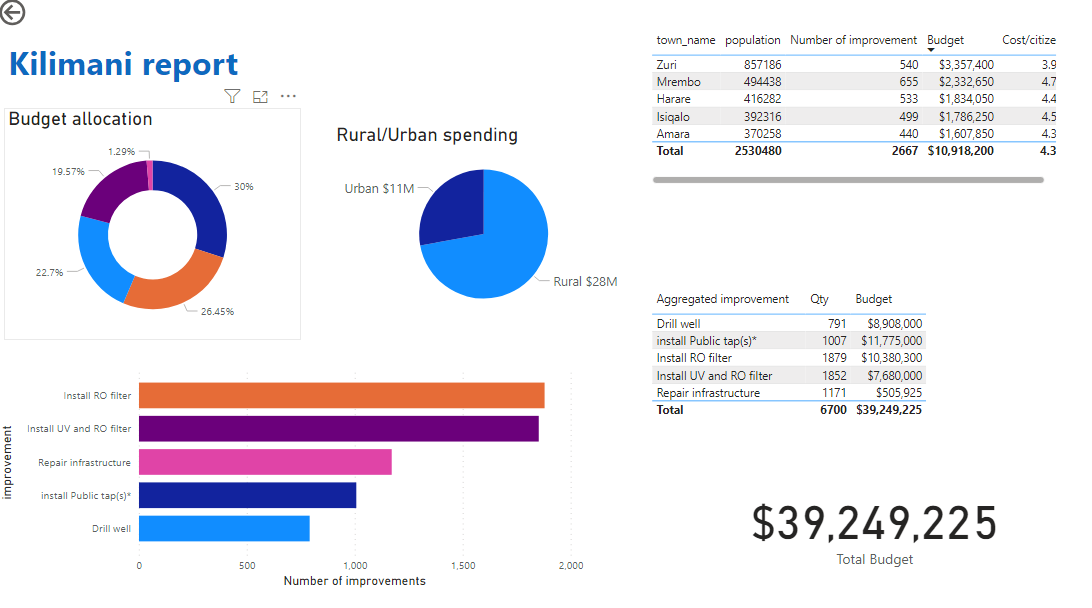 Kilimani report
Budget allocation
1.29%
19.57%
30%
22.7%
26.45%
Rural/Urban spending
Urban $11M
Rural $28M
town_name population Number of improvement Budget Cost/citize
Zuri 857186 540 $3,357,400 3.9
Mrembo 494438 655 $2,332,650 4.7
Harare 416282 533 $1,834,050 4.4
Isiqalo 392316 499 $1,786,250 4.5
Amara 370258 440 $1,607,850 4.3
Total 2530480 2667 $10,918,200 4.3
Aggregated improvement Qty Budget
Drill well 791 $8,908,000
install Public tap(s)* 1007 $11,775,000
Install RO filter 1879 $10,380,300
Install UV and RO filter 1852 $7,680,000
Repair infrastructure 1171 $505,925
Total 6700 $39,249,225
improvement
Install RO filter
Install UV and RO filter
Repair infrastructure
install Public tap(s)*
Drill well
0 500 1,000 1,500 2,000
Number of improvements
$39,249,225
Total Budget